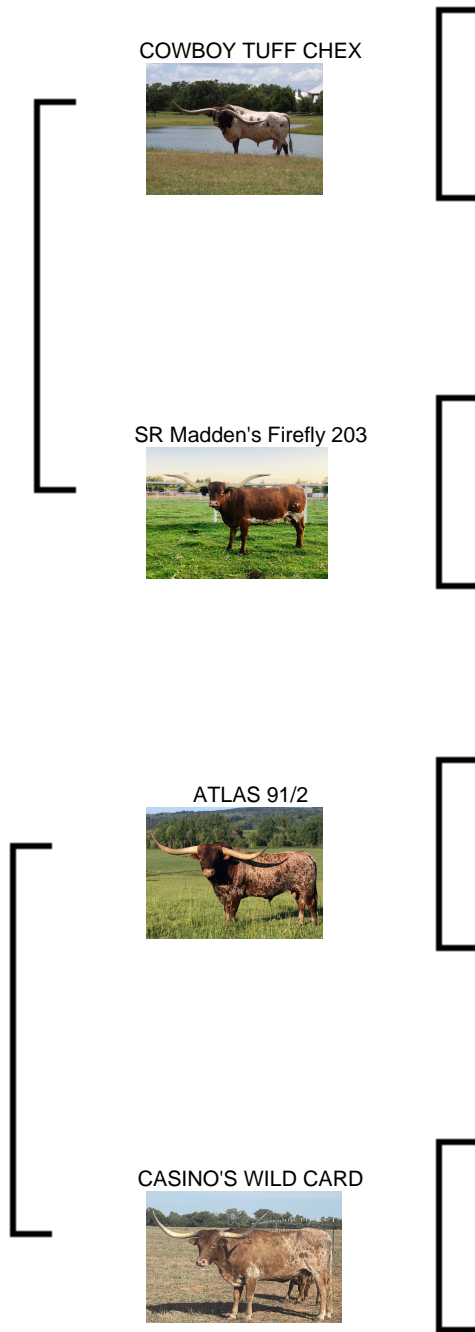 COWBOY TUFF CHEX
SR Madden's Firefly 203
ATLAS 91/2
CASINO'S WILD CARD